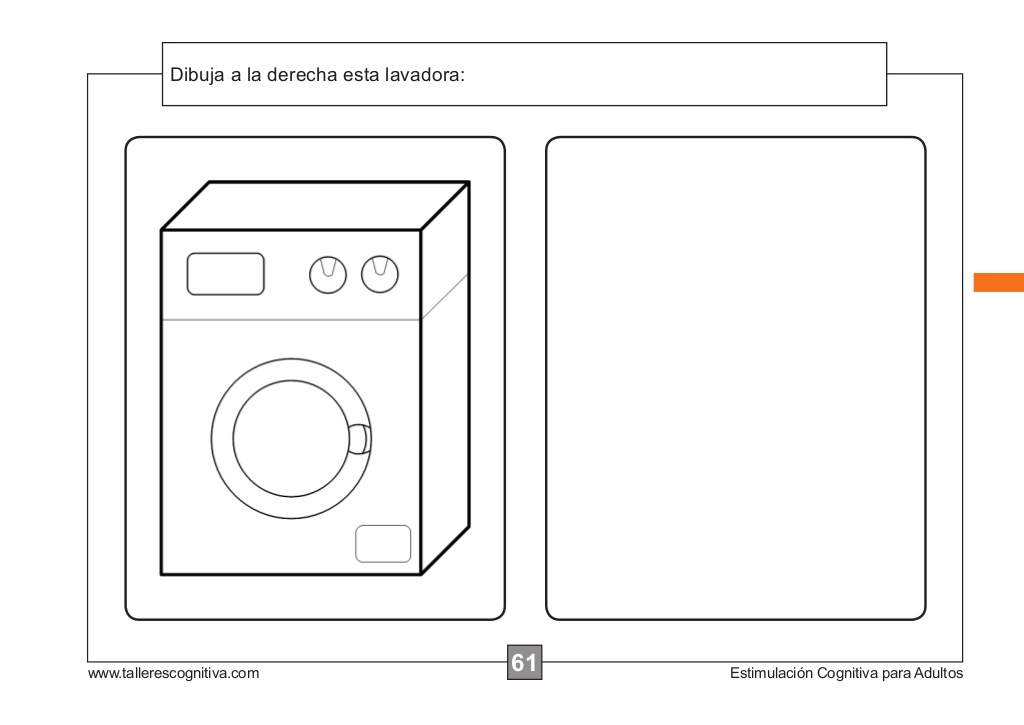 Dibuja a la derecha esta lavadora:
61
www.tallerescognitiva.com
Estimulación Cognitiva para Adultos